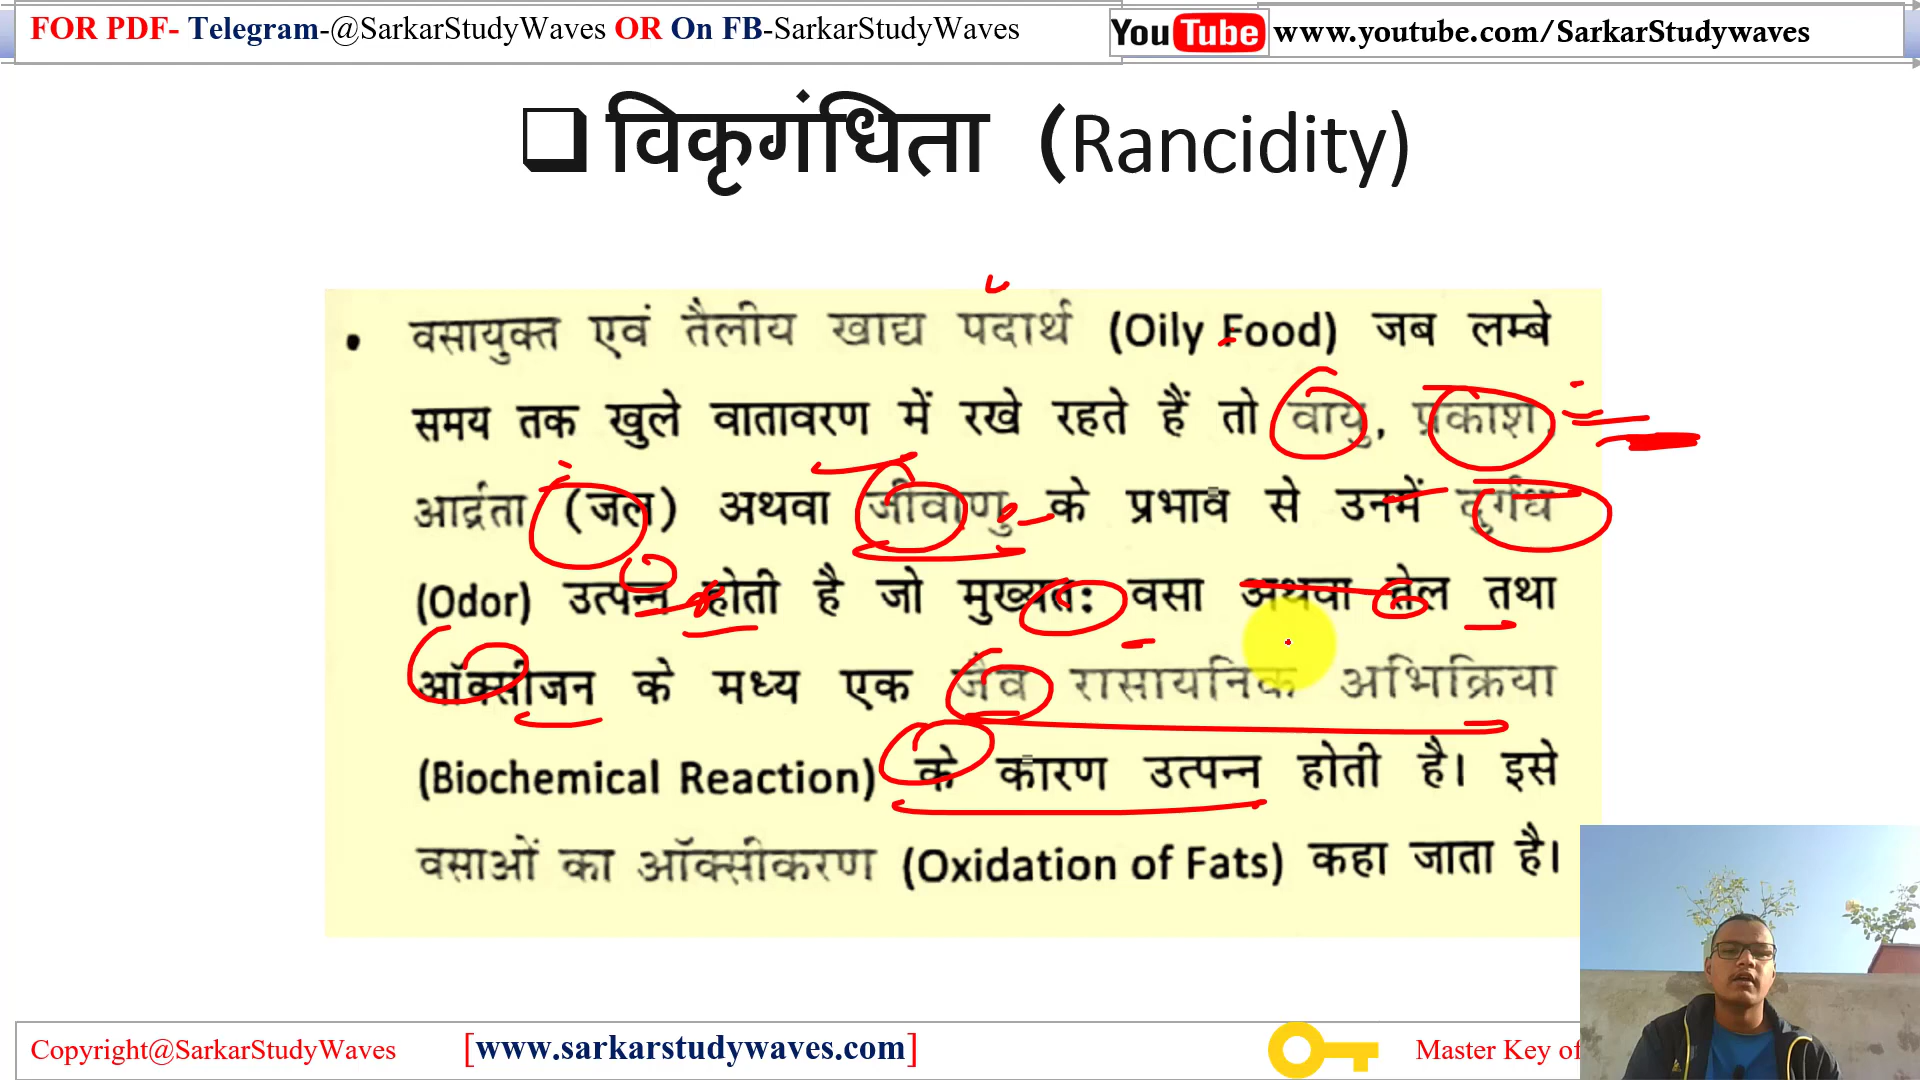 FOR PDF- Telegram-@SarkarStudyWaves OR On FB-SarkarStudyWaves
YouTube www.youtube.com/SarkarStudywaves
विकृगंधिता (Rancidity)
• वसायुक्त एवं तैलीय खाद्य पदार्थ (Oily Food) जब लम्बे
समय तक खुले वातावरण में रखे रहते हैं तो वायु, प्रकाश,
आर्द्रता (जल) अथवा जीवाणु के प्रभाव से उनमें दुर्गंध
(Odor) उत्पन्न होती है जो मुख्यतः वसा अथवा तेल तथा
ऑक्सीजन के मध्य एक जैव रासायनिक अभिक्रिया
(Biochemical Reaction) के कारण उत्पन्न होती है। इसे
वसाओं का ऑक्सीकरण (Oxidation of Fats) कहा जाता है।
Copyright@SarkarStudyWaves [www.sarkarstudywaves.com] Master Key of